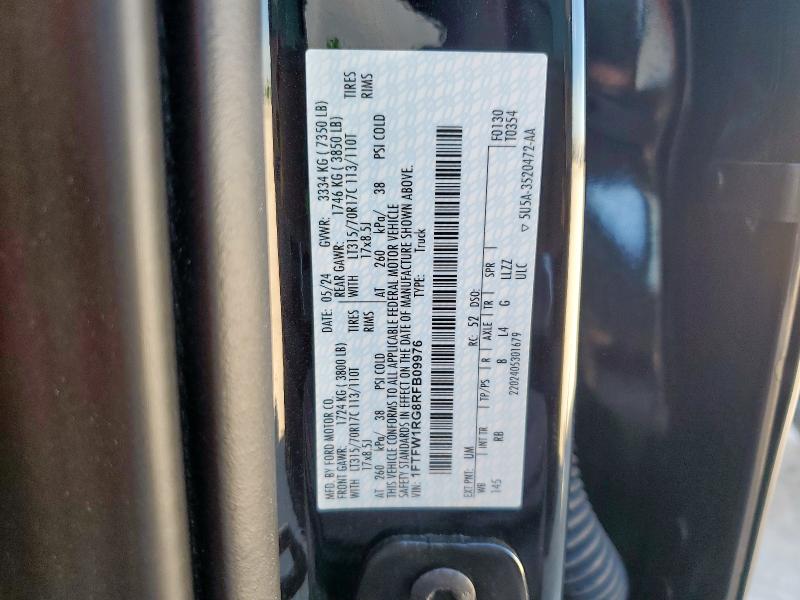 MFD. BY FORD MOTOR CO. DATE: 05/24 GVWR: 3334 KG ( 7350 LB)
FRONT GAWR: 1724 KG ( 3800 LB) REAR GAWR: 1746 KG ( 3850 LB)
WITH LT315/70R17C 113/110T TIRES WITH LT315/70R17C 113/110T TIRES
17x8.5J RIMS 17x8.5J RIMS
AT 260 kPa/ 38 PSI COLD AT 260 kPa/ 38 PSI COLD
THIS VEHICLE CONFORMS TO ALL APPLICABLE FEDERAL MOTOR VEHICLE
SAFETY STANDARDS IN EFFECT ON THE DATE OF MANUFACTURE SHOWN ABOVE.
VIN: 1FTFW1RG8RFB09976 TYPE: Truck
F0130
EXT PNT: UM RC: 52 DSO: T0354
WB INT TR TP/PS R AXLE TR SPR
145 RB B L4 G LLZZ
ULC
2202405301679 ▽ 5U5A-3520472-AA